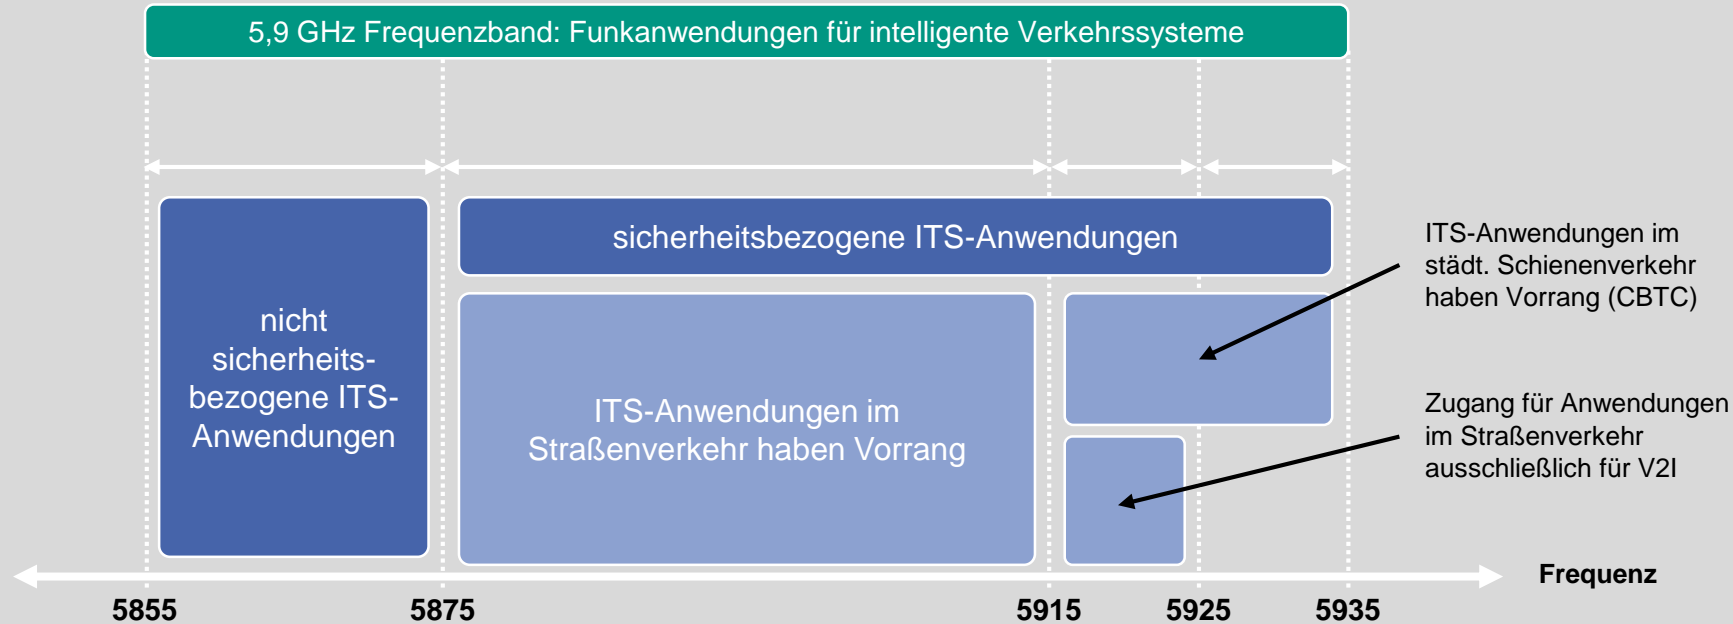 5,9 GHz Frequenzband: Funkanwendungen für intelligente Verkehrssysteme
nicht
sicherheits-
bezogene ITS-
Anwendungen
sicherheitsbezogene ITS-Anwendungen
ITS-Anwendungen im
Straßenverkehr haben Vorrang
ITS-Anwendungen im
städt. Schienenverkehr
haben Vorrang (CBTC)
Zugang für Anwendungen
im Straßenverkehr
ausschließlich für V2I
Frequenz
5855 5875 5915 5925 5935